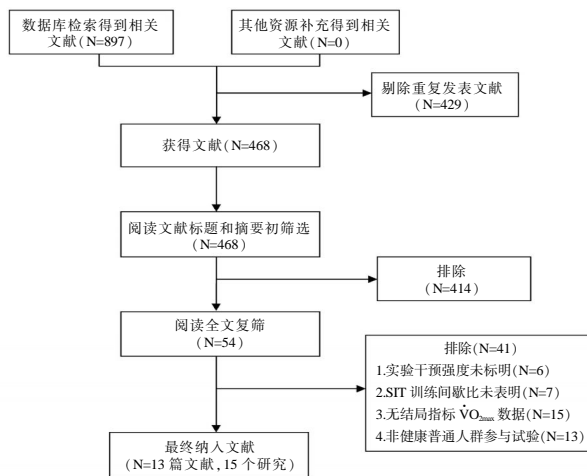 数据库检索得到相关
文献(N=897)
其他资源补充得到相关
文献(N=0)
剔除重复发表文献
(N=429)
获得文献(N=468)
阅读文献标题和摘要初筛选
(N=468)
排除
(N=414)
阅读全文复筛
(N=54)
排除(N=41)
1.实验干预强度未标明(N=6)
2.SIT 训练间歇比未表明(N=7)
3.无结局指标 V̇O₂max 数据(N=15)
4.非健康普通人群参与试验(N=13)
最终纳入文献
(N=13 篇文献,15 个研究)